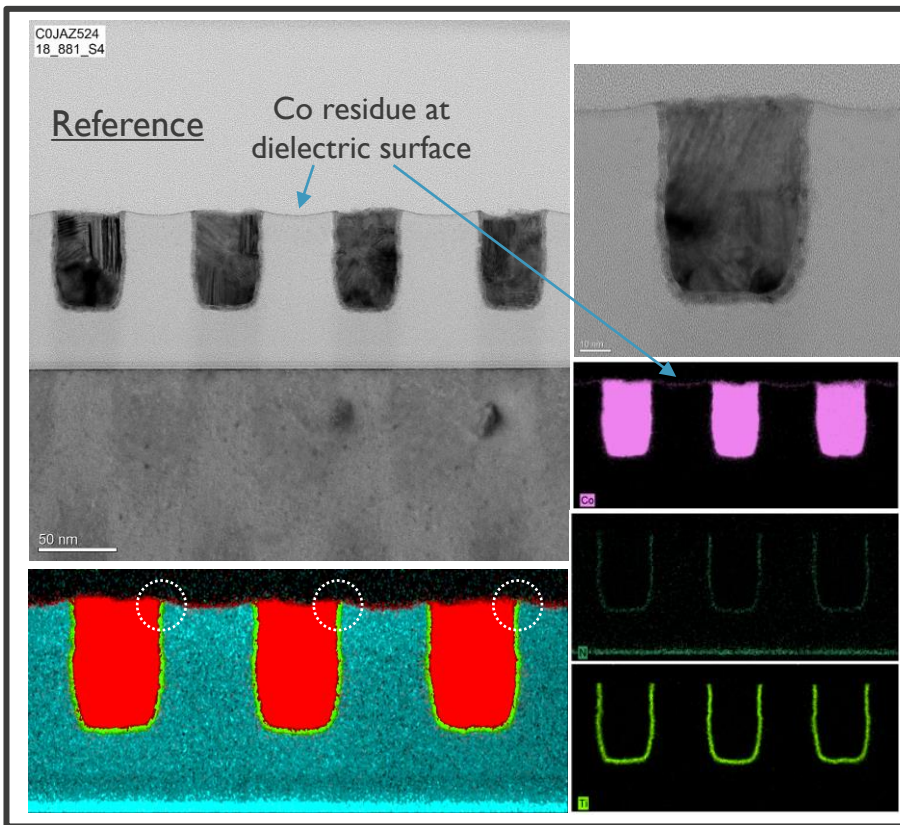 C0JAZ524
18_881_S4
Reference
Co residue at
dielectric surface
50 nm
10 nm
Co
N
Ti